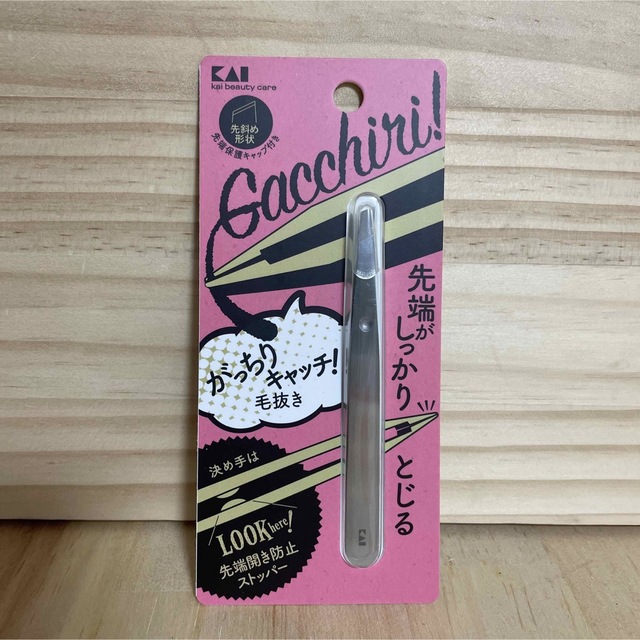 KAI
kai beauty care
先斜め
形状
先端保護キャップ付き
Gacchiri!
先端が
しっかり
とじる
がっちり
キャッチ!
毛抜き
決め手は
LOOK here!
先端開き防止
ストッパー
KAI